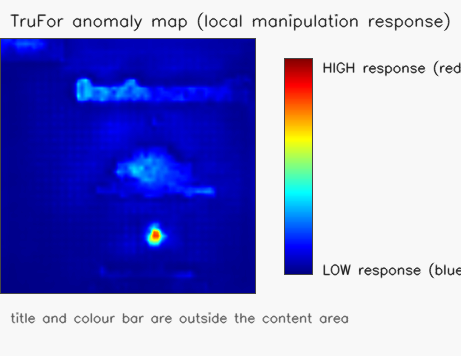 TruFor anomaly map (local manipulation response)
HIGH response (red
LOW response (blue
title and colour bar are outside the content area